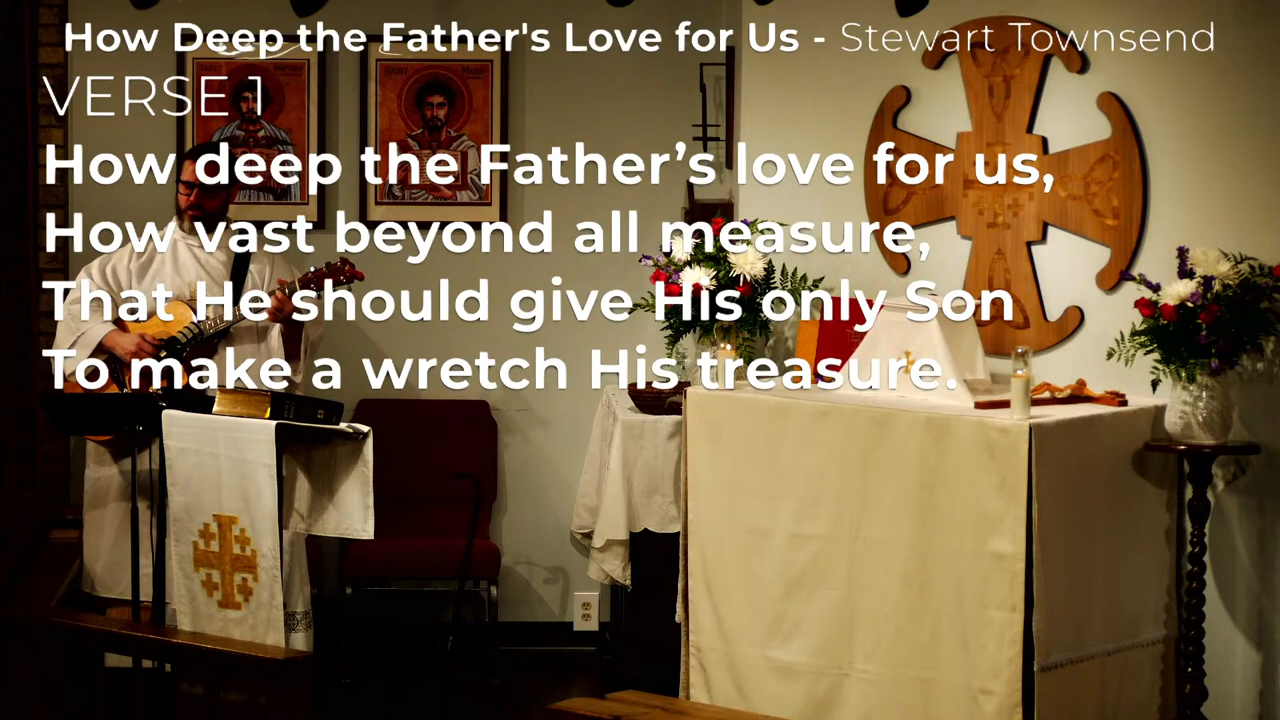 How Deep the Father's Love for Us - Stewart Townsend
VERSE 1
How deep the Father’s love for us,
How vast beyond all measure,
That He should give His only Son
To make a wretch His treasure.